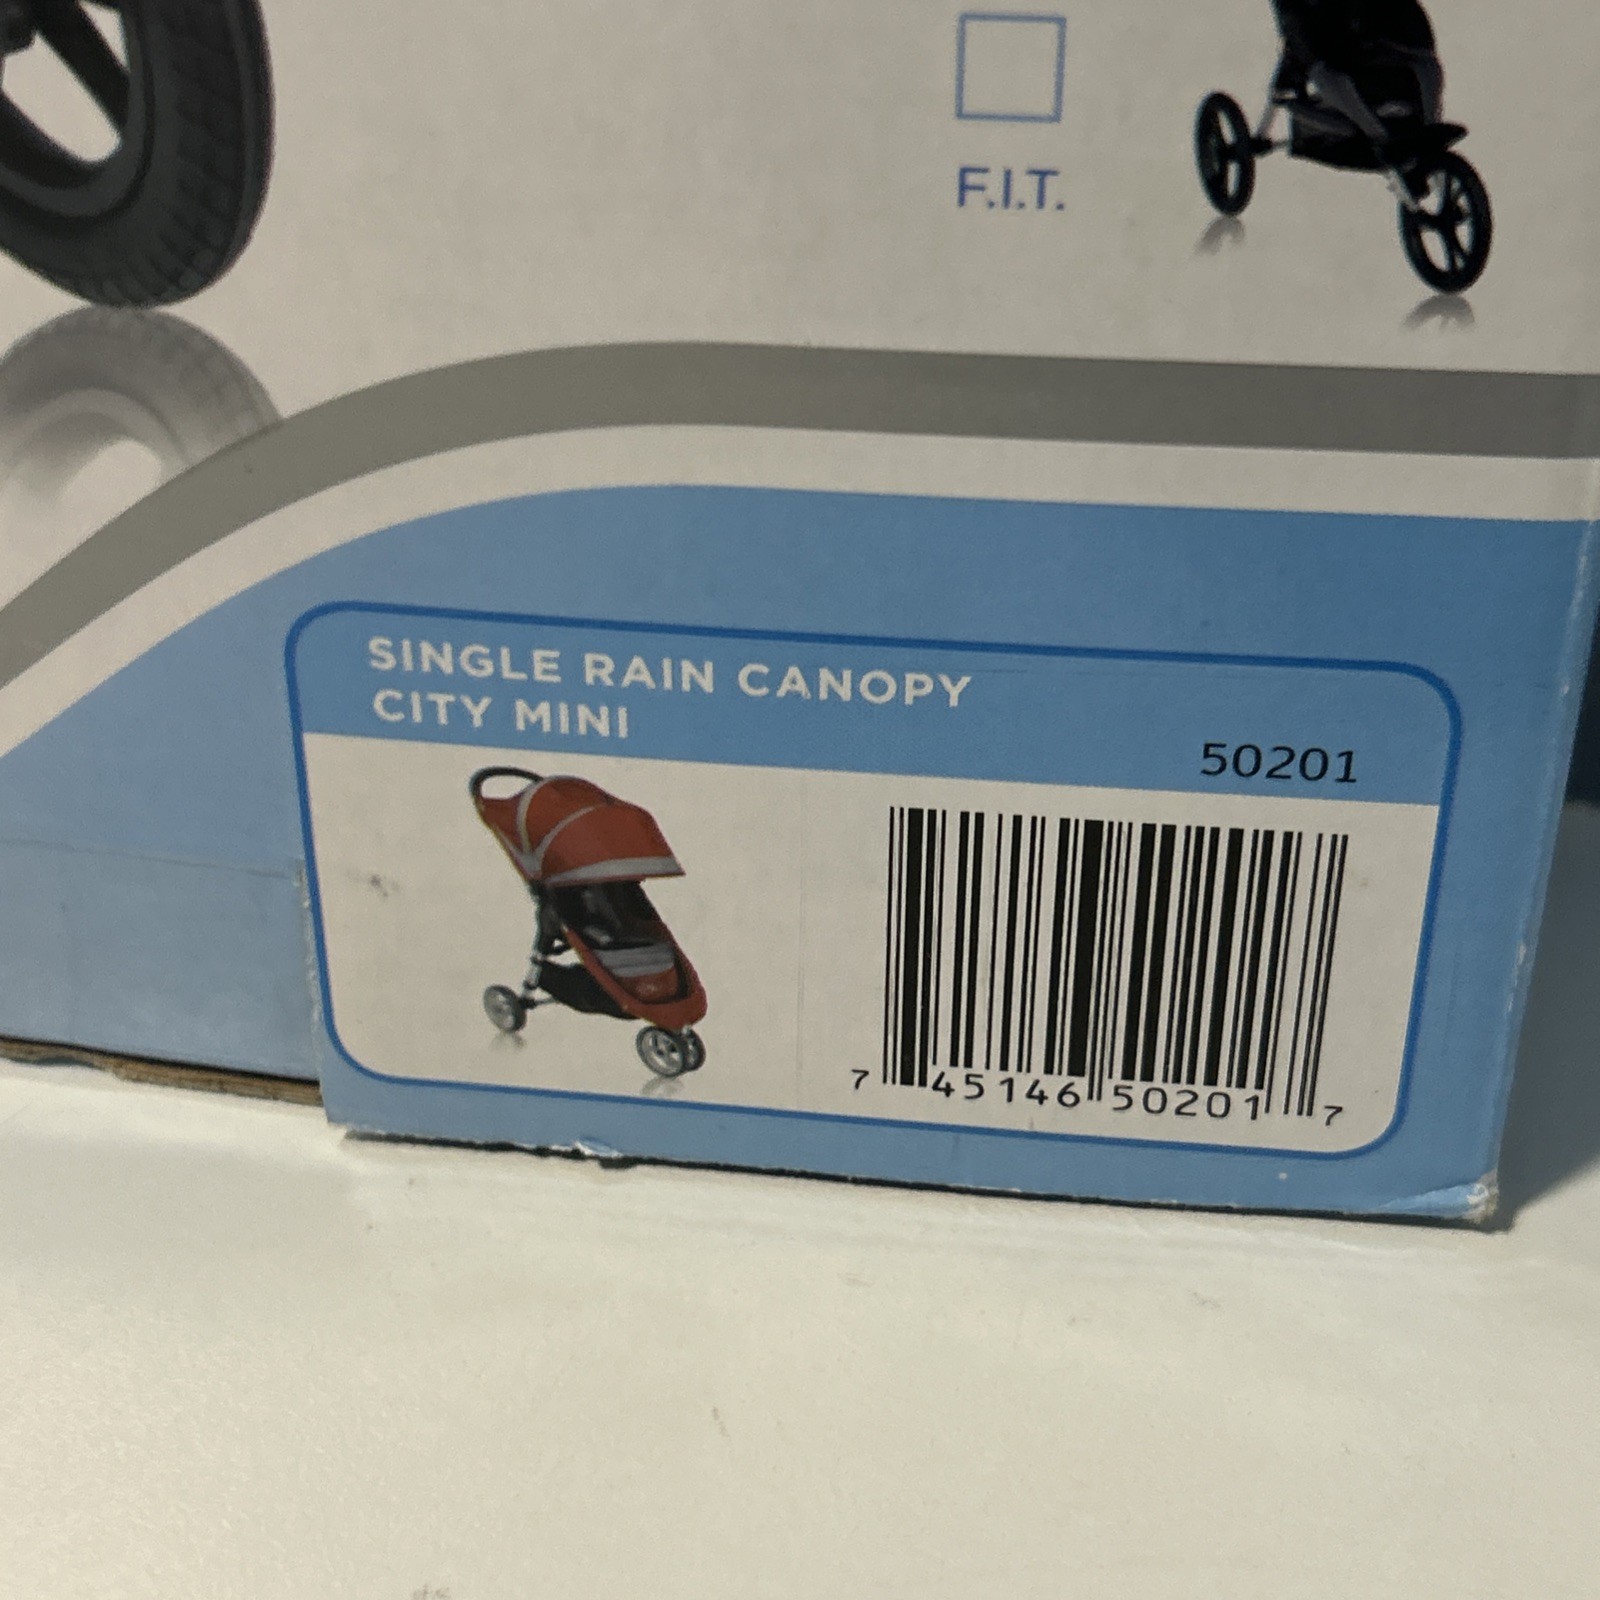 F.I.T.
SINGLE RAIN CANOPY
CITY MINI
50201
7 45146 50201 7